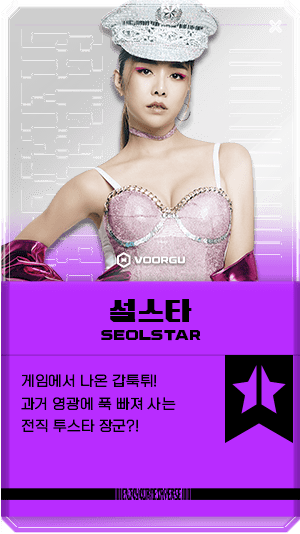 VOORGU
설스타
SEOLSTAR
게임에서 나온 갑툭튀!
과거 영광에 푹 빠져 사는
전직 투스타 장군?!